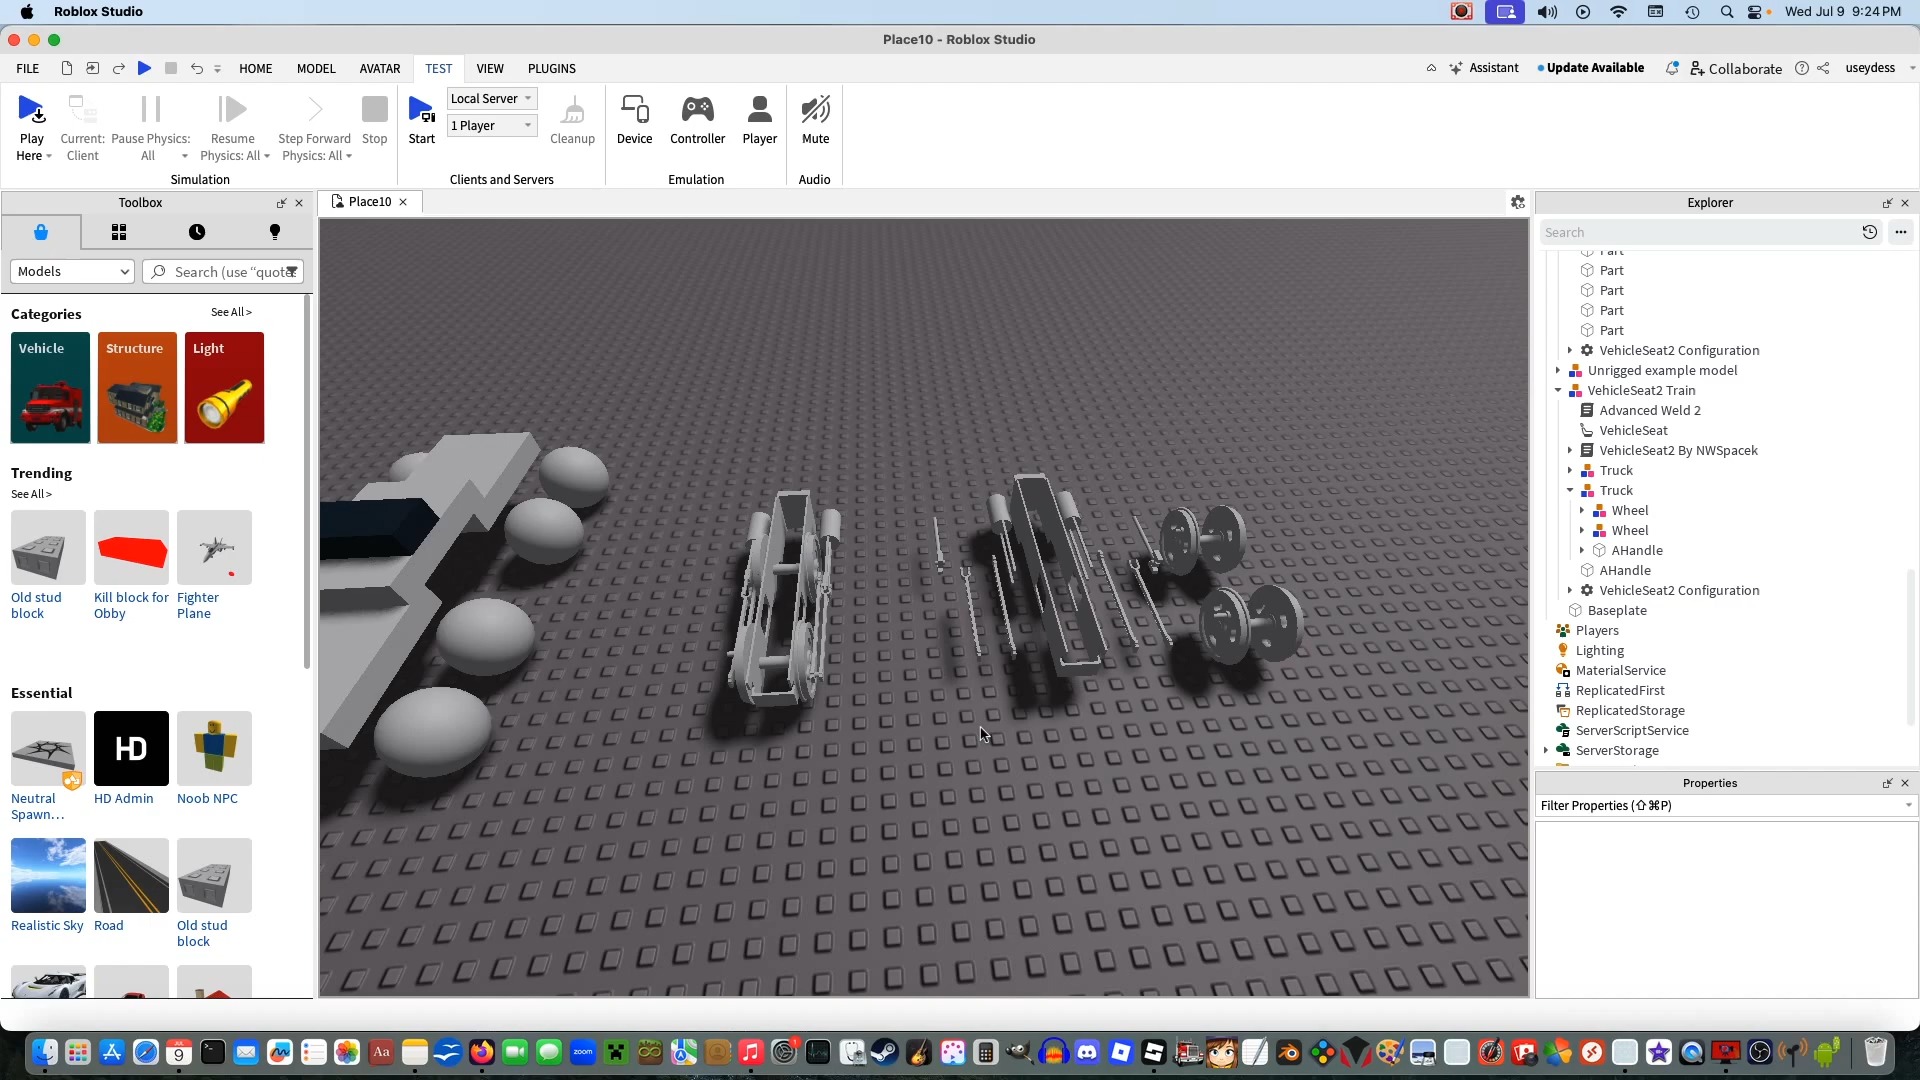 Roblox Studio
Wed Jul 9 9:24 PM
Place10 - Roblox Studio
FILE
HOME
MODEL
AVATAR
TEST
VIEW
PLUGINS
Assistant
Update Available
Collaborate
useydess
Play
Here
Current:
Client
Pause Physics:
All
Resume
Physics: All
Step Forward
Physics: All
Stop
Simulation
Start
Local Server
1 Player
Cleanup
Clients and Servers
Device
Controller
Player
Emulation
Mute
Audio
Toolbox
Place10
Explorer
Models
Search (use "quote
Categories
See All >
Vehicle
Structure
Light
Trending
See All >
Old stud
block
Kill block for
Obby
Fighter
Plane
Essential
HD
Neutral
Spawn...
HD Admin
Noob NPC
Realistic Sky
Road
Old stud
block
Search
Part
Part
Part
Part
Part
VehicleSeat2 Configuration
Unrigged example model
VehicleSeat2 Train
Advanced Weld 2
VehicleSeat
VehicleSeat2 By NWSpacek
Truck
Truck
Wheel
Wheel
AHandle
AHandle
VehicleSeat2 Configuration
Baseplate
Players
Lighting
MaterialService
ReplicatedFirst
ReplicatedStorage
ServerScriptService
ServerStorage
Properties
Filter Properties (⇧⌘P)
JUL
9
Aa
zoom